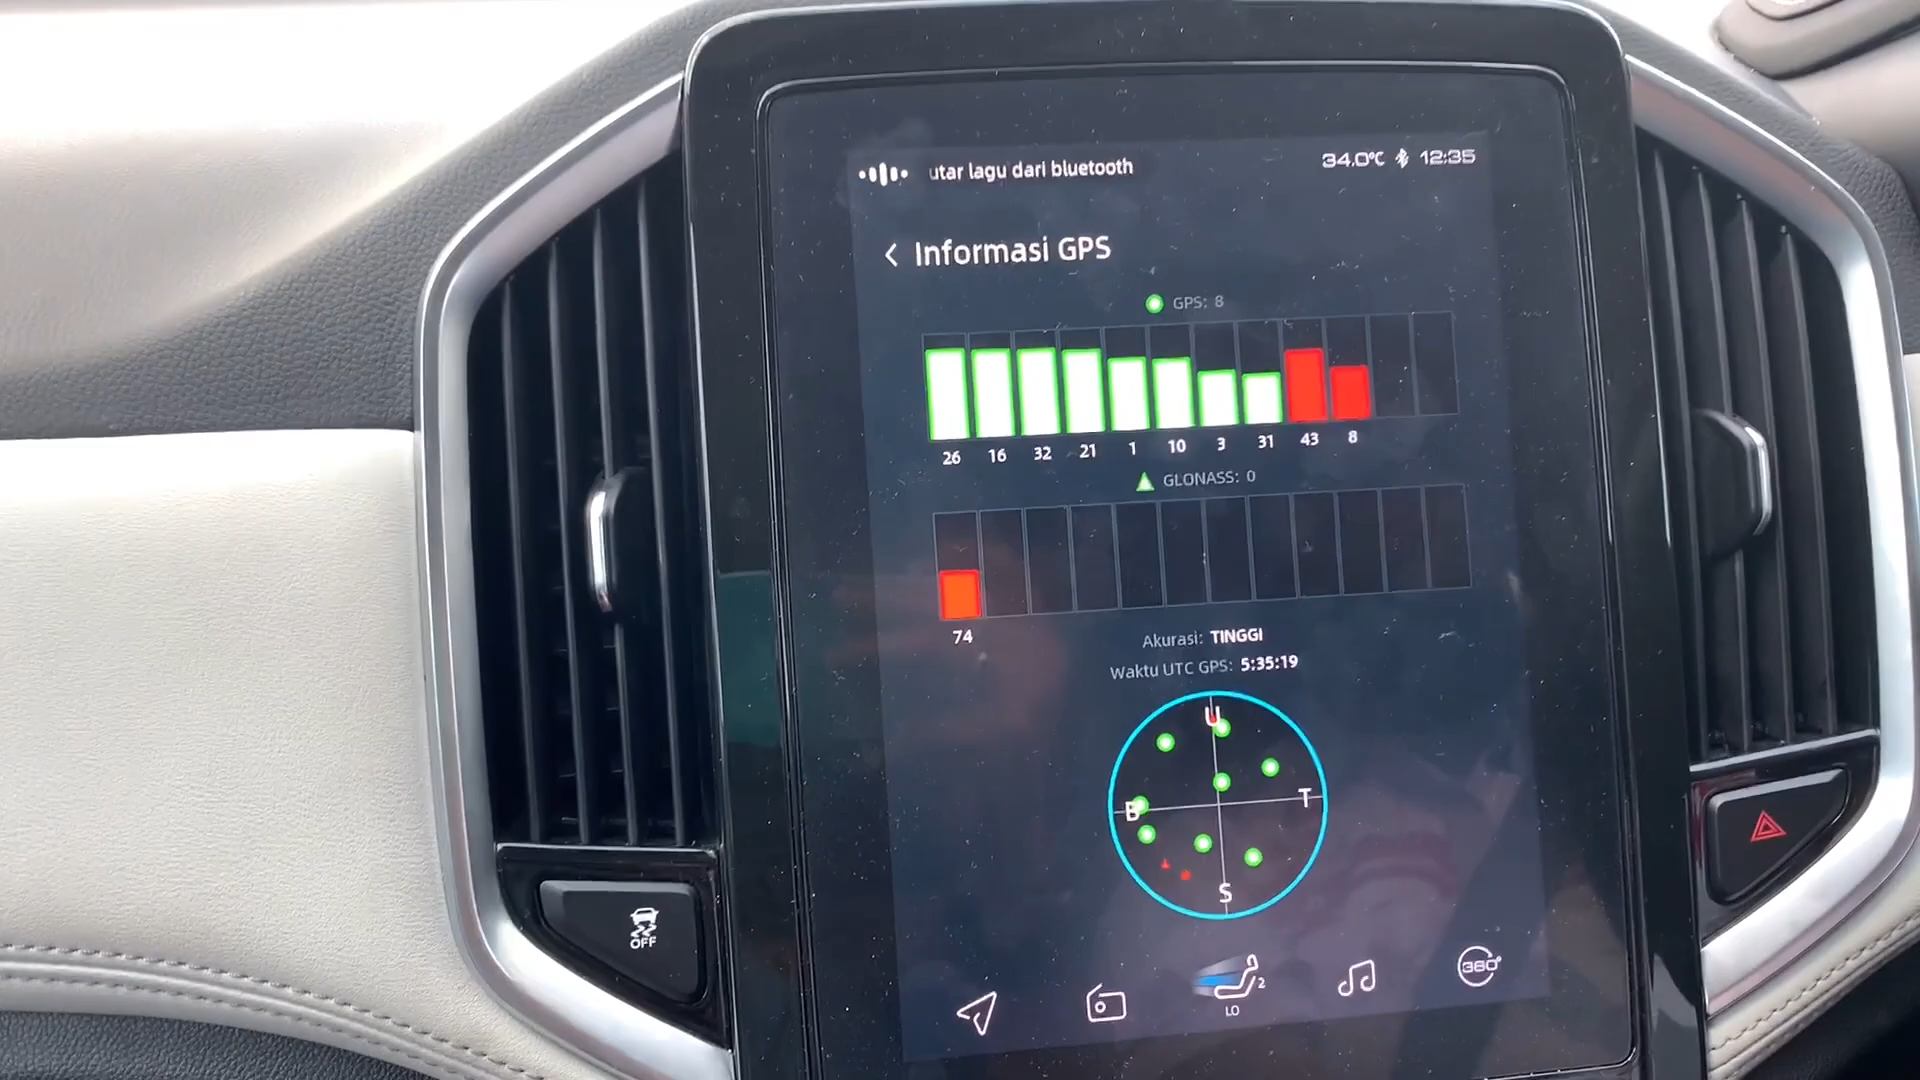 utar lagu dari bluetooth
34.0°C 12:35
< Informasi GPS
GPS: 8
26 16 32 21 1 10 3 31 43 8
GLONASS: 0
74
Akurasi: TINGGI
Waktu UTC GPS: 5:35:19
U
B T
S
OFF
2
LO
360°